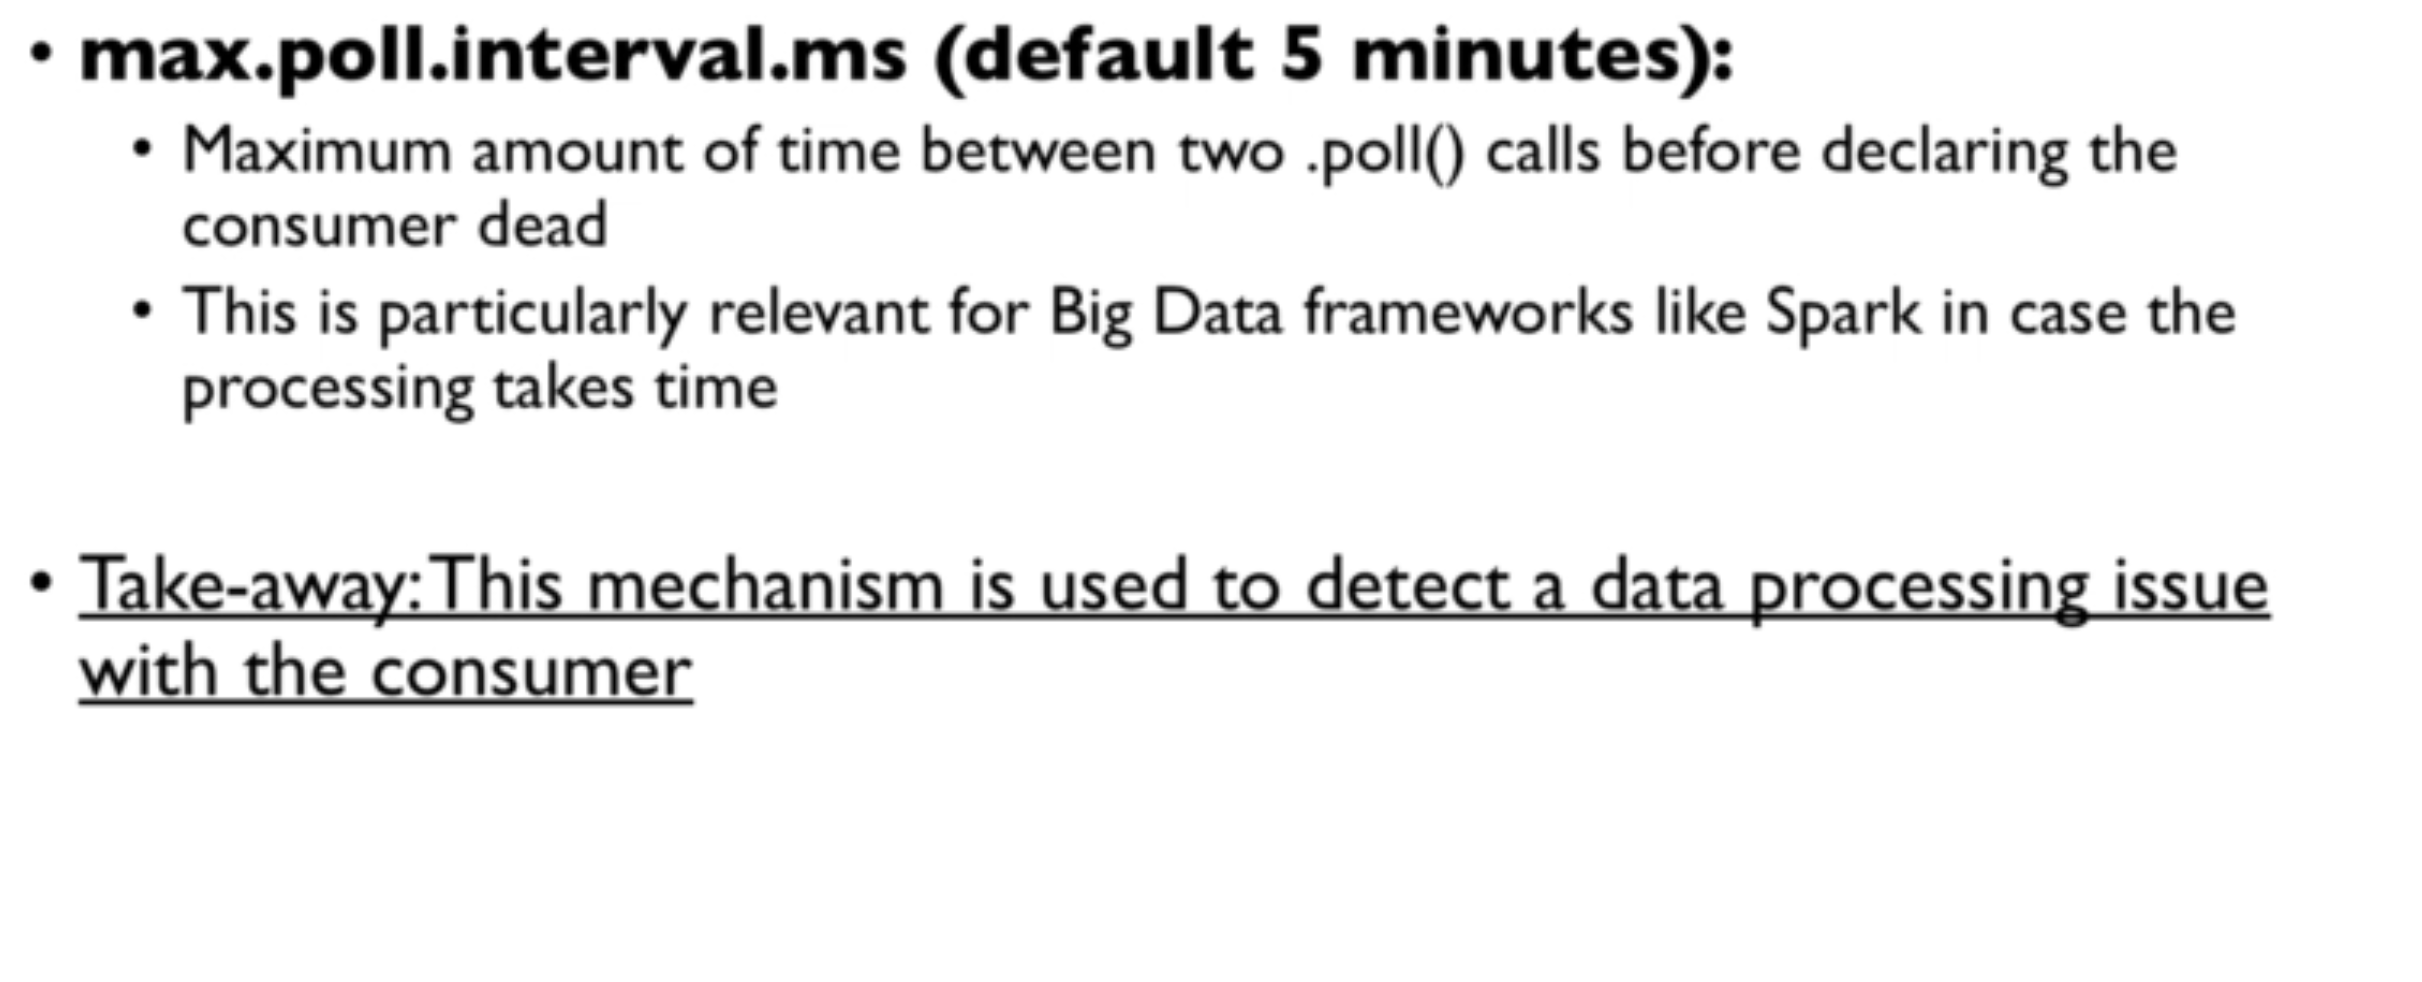 • max.poll.interval.ms (default 5 minutes):
• Maximum amount of time between two .poll() calls before declaring the
consumer dead
• This is particularly relevant for Big Data frameworks like Spark in case the
processing takes time
• Take-away: This mechanism is used to detect a data processing issue
with the consumer